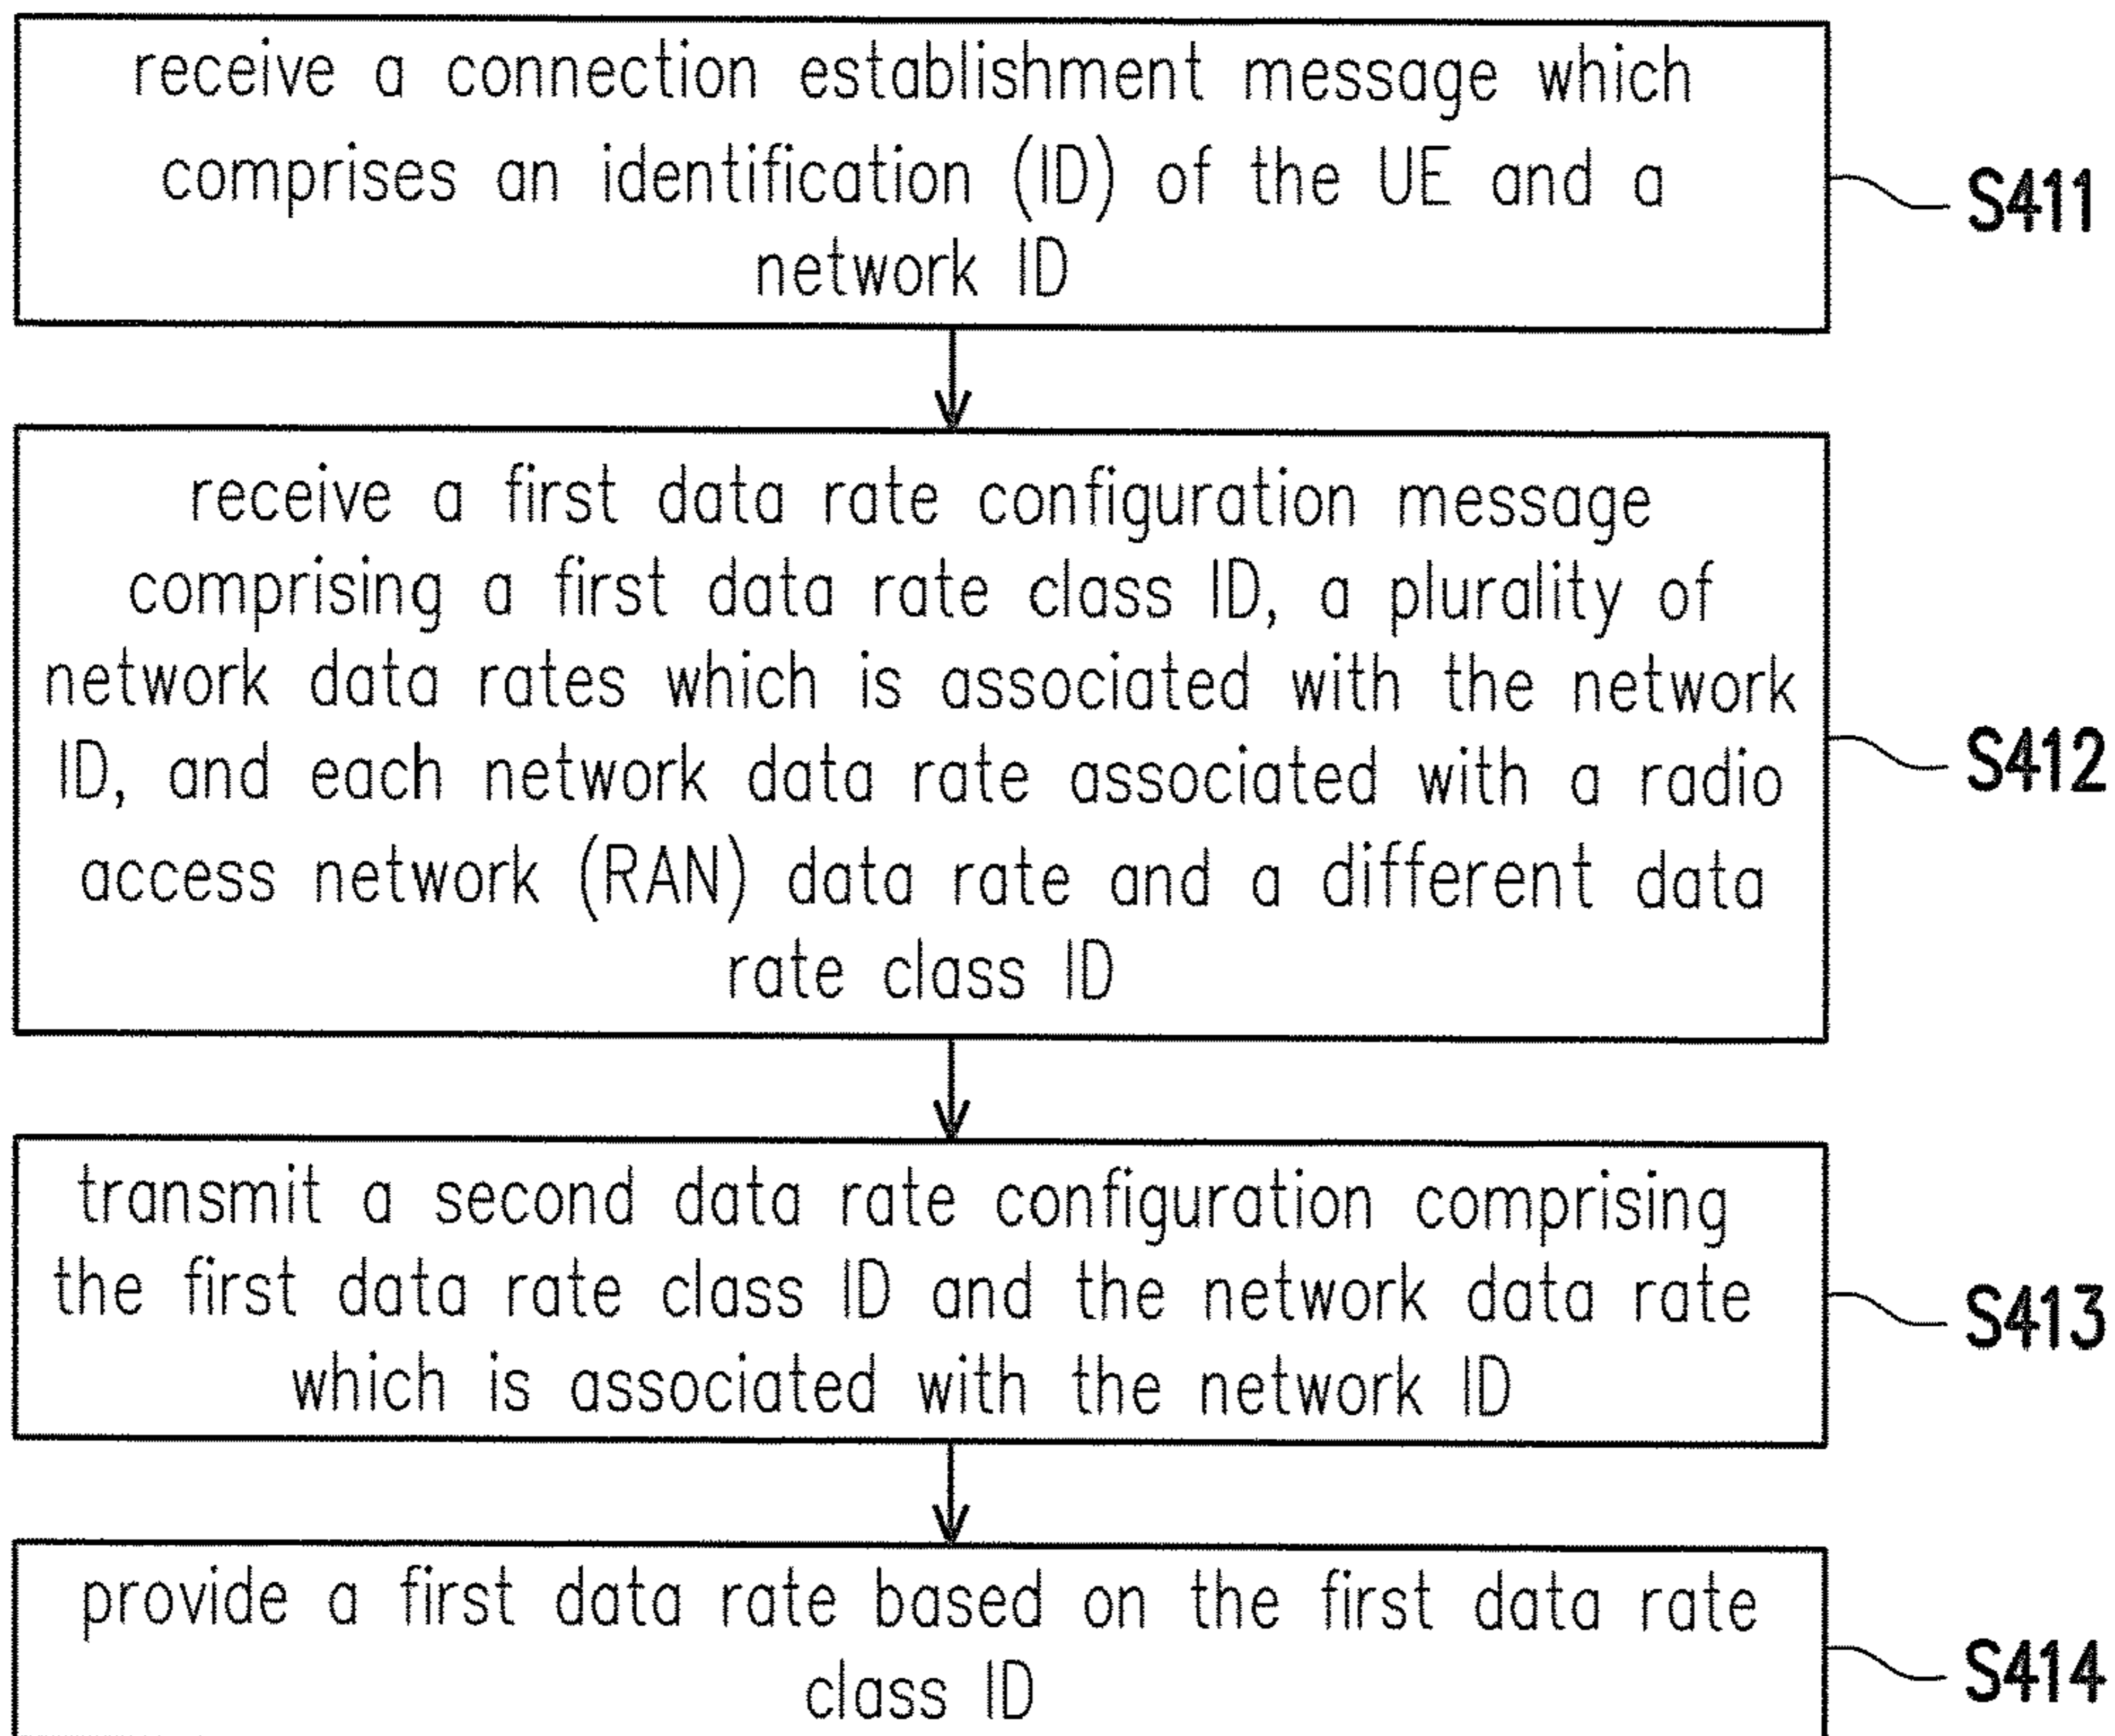 receive a connection establishment message which
comprises an identification (ID) of the UE and a
network ID
S411
receive a first data rate configuration message
comprising a first data rate class ID, a plurality of
network data rates which is associated with the network
ID, and each network data rate associated with a radio
access network (RAN) data rate and a different data
rate class ID
S412
transmit a second data rate configuration comprising
the first data rate class ID and the network data rate
which is associated with the network ID
S413
provide a first data rate based on the first data rate
class ID
S414